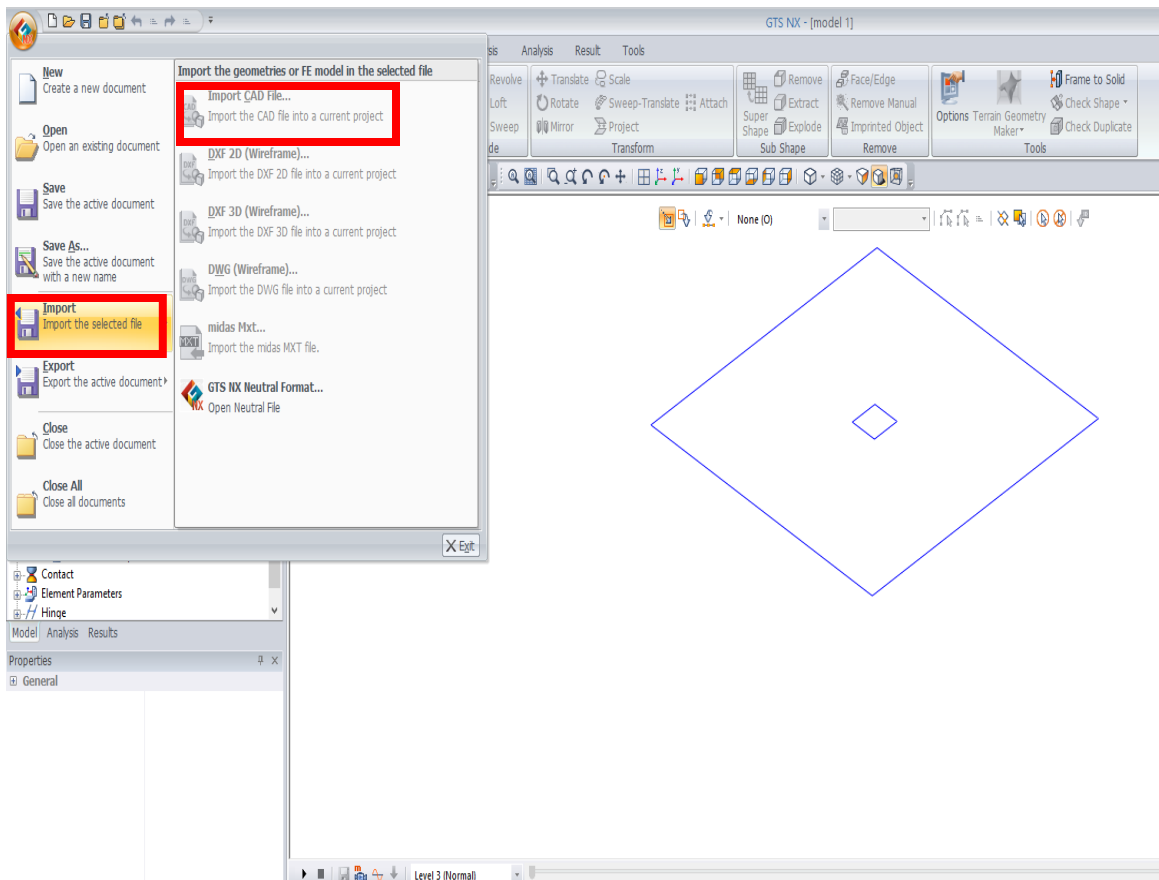 GTS NX - [model 1]
sis Analysis Result Tools
New
Create a new document
Open
Open an existing document
Save
Save the active document
Save As...
Save the active document
with a new name
Import
Import the selected file
Export
Export the active document
Close
Close the active document
Close All
Close all documents
Exit
Import the geometries or FE model in the selected file
Import CAD File...
Import the CAD file into a current project
DXF 2D (Wireframe)...
Import the DXF 2D file into a current project
DXF 3D (Wireframe)...
Import the DXF 3D file into a current project
DWG (Wireframe)...
Import the DWG file into a current project
midas Mxt...
Import the midas MXT file.
GTS NX Neutral Format...
Open Neutral File
Revolve
Loft
Sweep
de
Translate Scale
Rotate Sweep-Translate Attach
Mirror Project
Transform
Super
Shape
Remove
Extract
Explode
Sub Shape
Face/Edge
Remove Manual
Imprinted Object
Remove
Options
Terrain Geometry
Maker
Frame to Solid
Check Shape
Check Duplicate
Tools
None (0)
Contact
Element Parameters
Hinge
Model Analysis Results
Properties
General
Level 3 (Normal)